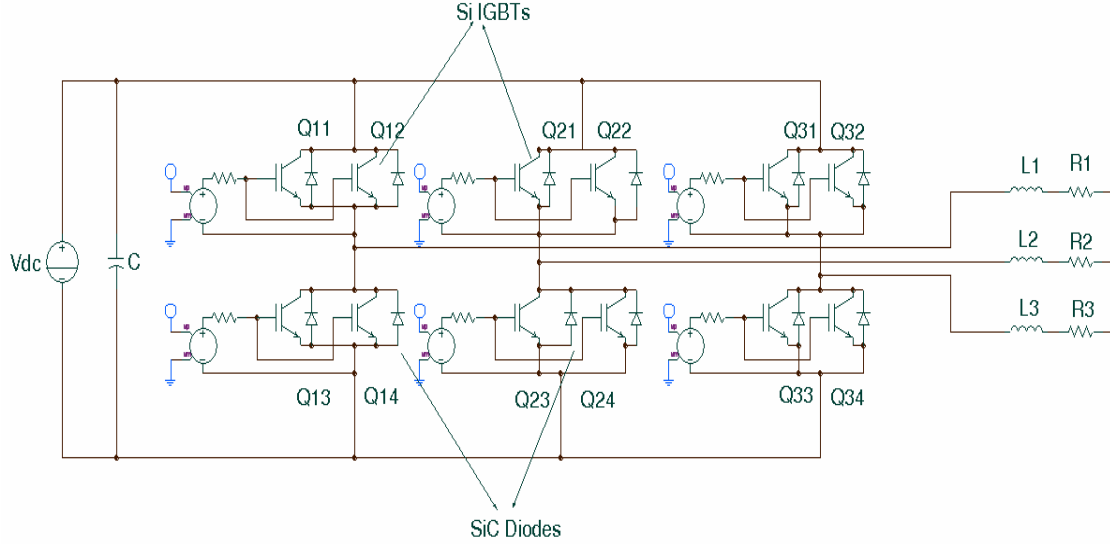 Si IGBTs
Q11 Q12 Q21 Q22 Q31 Q32
L1 R1
L2 R2
Vdc C
L3 R3
Q13 Q14 Q23 Q24 Q33 Q34
SiC Diodes